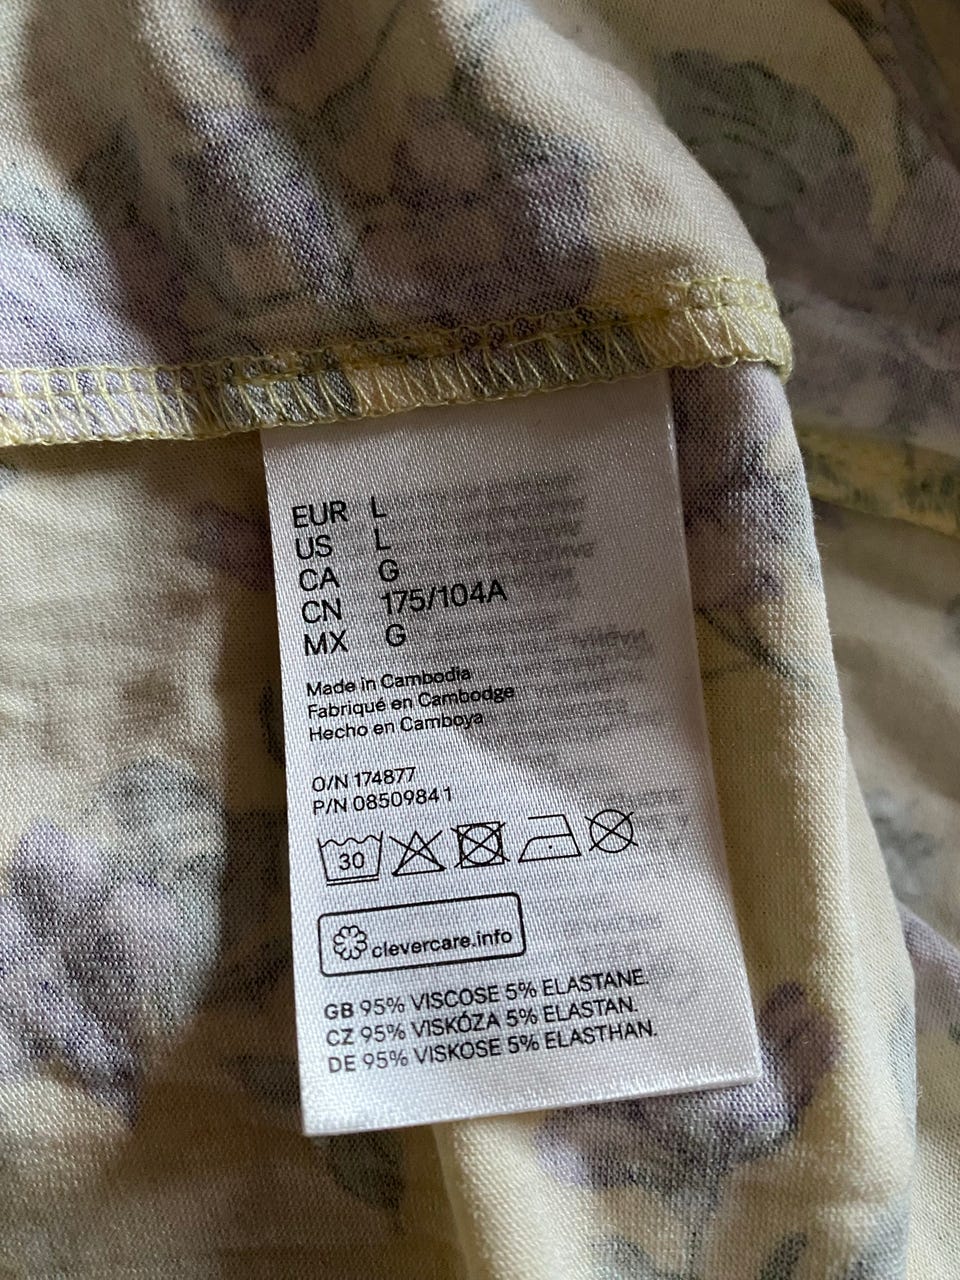 EUR L
US L
CA G
CN 175/104A
MX G
Made in Cambodia
Fabriqué en Cambodge
Hecho en Camboya
O/N 174877
P/N 08509841
30
clevercare.info
GB 95% VISCOSE 5% ELASTANE.
CZ 95% VISKÓZA 5% ELASTAN.
DE 95% VISKOSE 5% ELASTHAN.